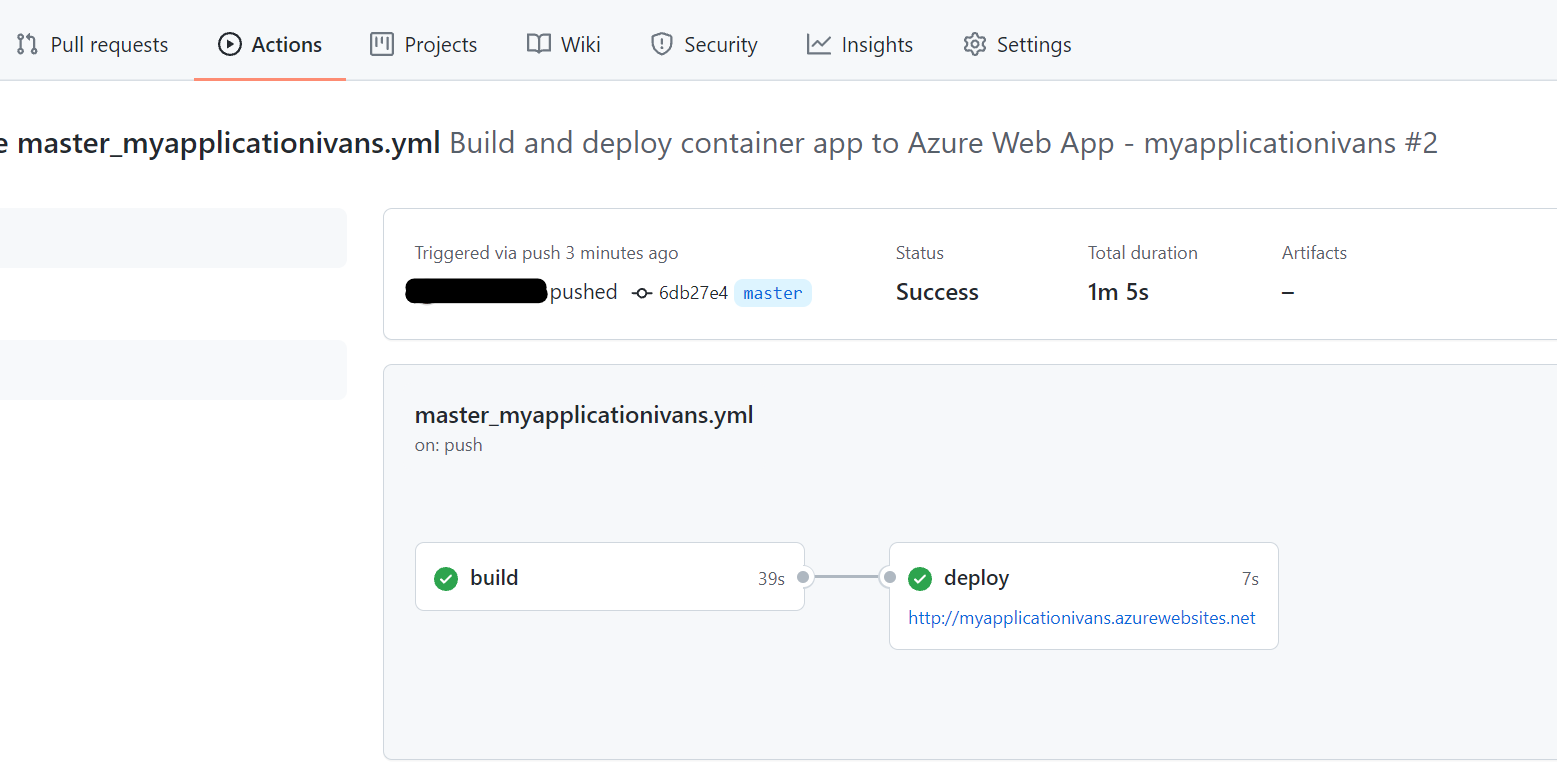 Pull requests Actions Projects Wiki Security Insights Settings
e master_myapplicationivans.yml Build and deploy container app to Azure Web App - myapplicationivans #2
Triggered via push 3 minutes ago Status Total duration Artifacts
pushed 6db27e4 master Success 1m 5s –
master_myapplicationivans.yml
on: push
build 39s deploy 7s
http://myapplicationivans.azurewebsites.net